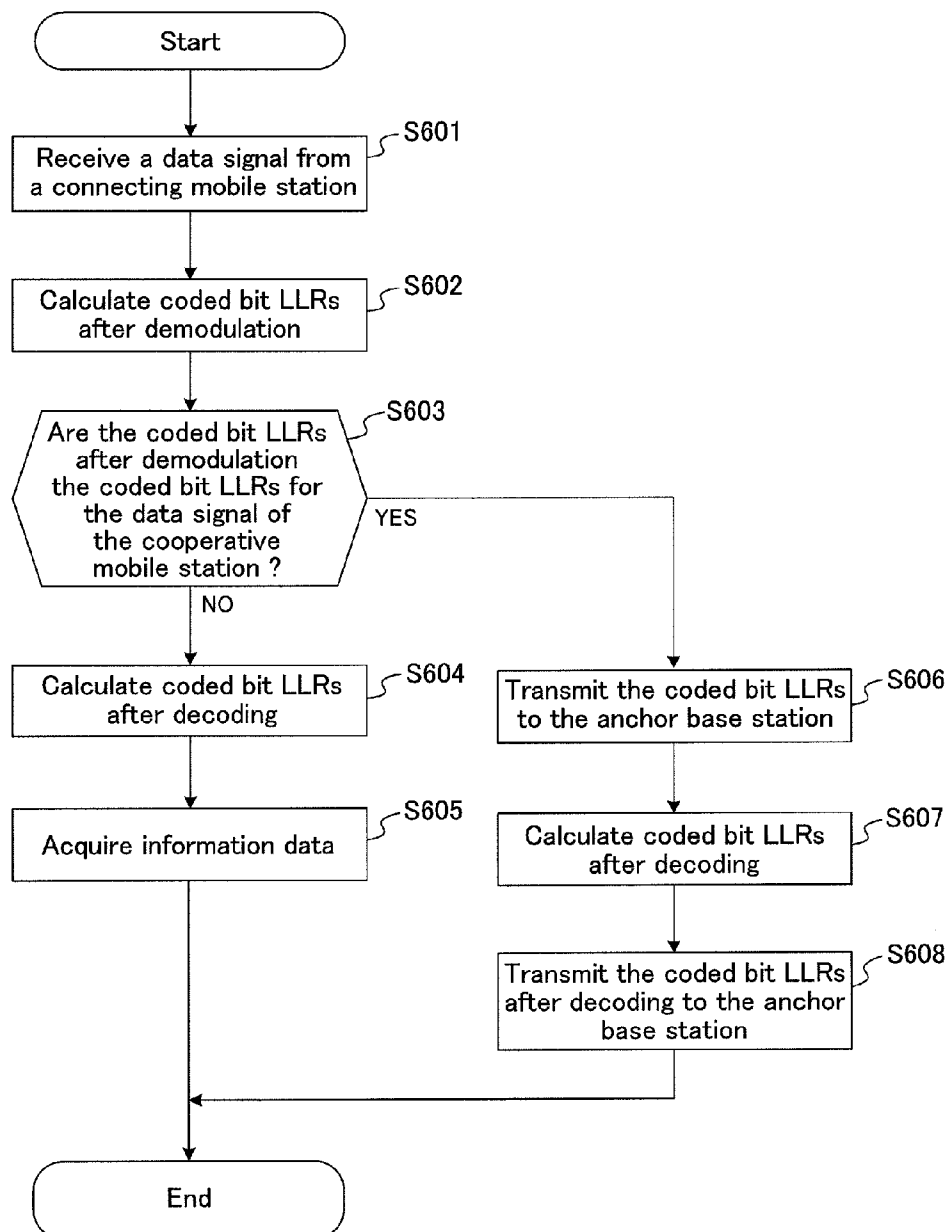 Start
S601
Receive a data signal from
a connecting mobile station
S602
Calculate coded bit LLRs
after demodulation
S603
Are the coded bit LLRs
after demodulation
the coded bit LLRs for
the data signal of
the cooperative
mobile station ?
YES
NO
S604
Calculate coded bit LLRs
after decoding
S606
Transmit the coded bit LLRs
to the anchor base station
S605
Acquire information data
S607
Calculate coded bit LLRs
after decoding
S608
Transmit the coded bit LLRs
after decoding to the anchor
base station
End